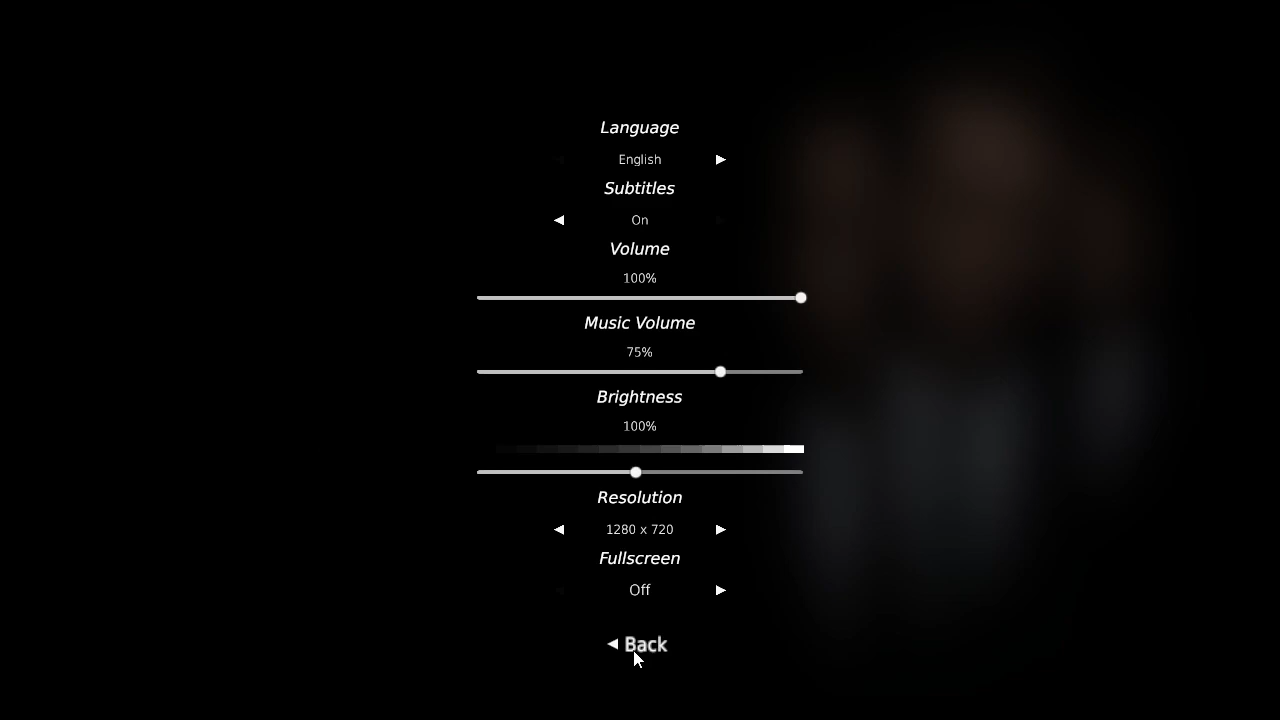 Language
English
Subtitles
On
Volume
100%
Music Volume
75%
Brightness
100%
Resolution
1280 x 720
Fullscreen
Off
Back